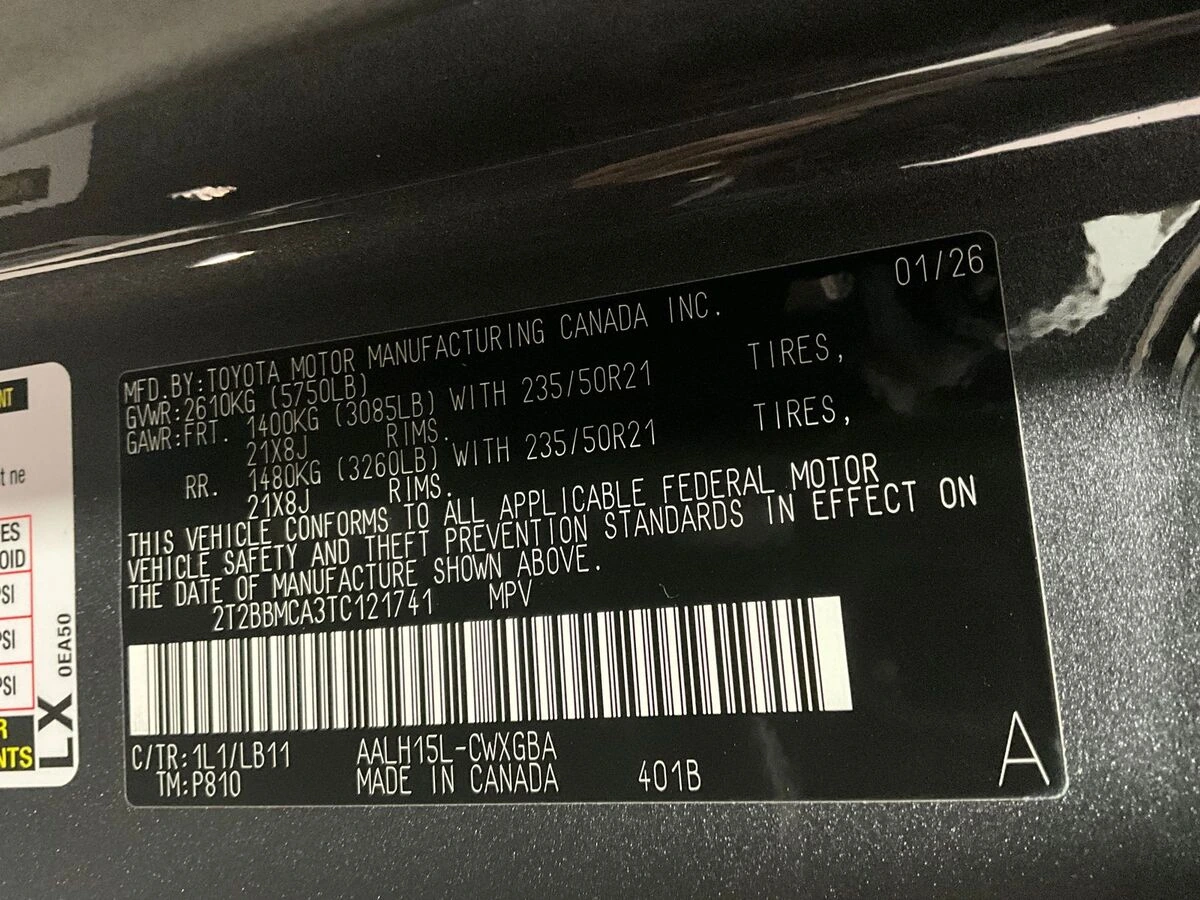 01/26
MFD.BY:TOYOTA MOTOR MANUFACTURING CANADA INC.
GVWR:2610KG (5750LB)
GAWR:FRT. 1400KG (3085LB) WITH 235/50R21 TIRES,
21X8J RIMS.
RR. 1480KG (3260LB) WITH 235/50R21 TIRES,
21X8J RIMS.
THIS VEHICLE CONFORMS TO ALL APPLICABLE FEDERAL MOTOR
VEHICLE SAFETY AND THEFT PREVENTION STANDARDS IN EFFECT ON
THE DATE OF MANUFACTURE SHOWN ABOVE.
2T2BBMCA3TC121741 MPV
C/TR:1L1/LB11 AALH15L-CWXGBA
TM:P810 MADE IN CANADA 401B
A
LX 0EA50